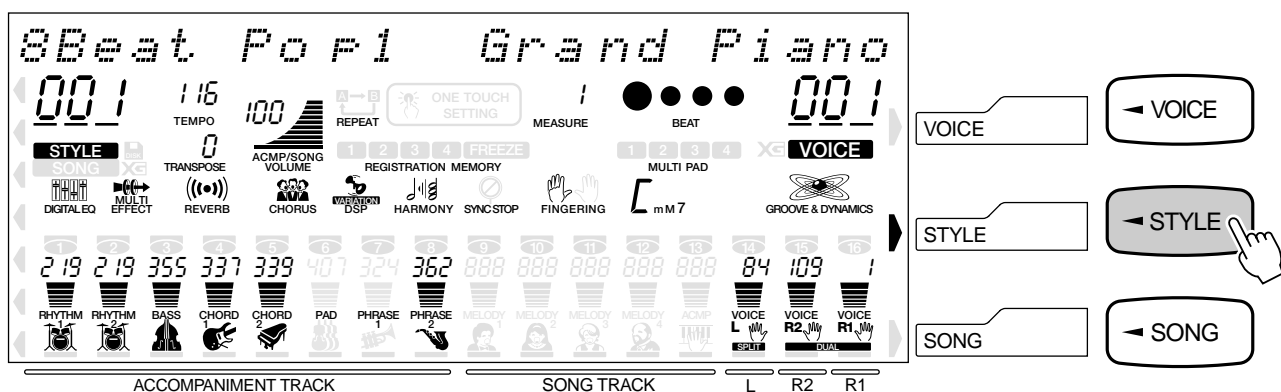 8Beat Pop1 Grand Piano
001 116 100 A B ONE TOUCH SETTING 1 001
TEMPO REPEAT MEASURE BEAT
VOICE VOICE
STYLE 0 ACMP/SONG VOLUME 1 2 3 4 FREEZE 1 2 3 4 XG VOICE
SONG XG TRANSPOSE REGISTRATION MEMORY MULTI PAD
DIGITAL EQ MULTI EFFECT REVERB CHORUS VARIATION DSP HARMONY SYNC STOP FINGERING C mM7 GROOVE & DYNAMICS
STYLE STYLE
1 2 3 4 5 6 7 8 9 10 11 12 13 14 15 16
219 219 355 337 339 407 324 362 888 888 888 888 888 84 109 1
RHYTHM 1 RHYTHM 2 BASS CHORD 1 CHORD 2 PAD PHRASE 1 PHRASE 2 MELODY 1 MELODY 2 MELODY 3 MELODY 4 ACMP VOICE L VOICE R2 VOICE R1
SPLIT DUAL
SONG SONG
ACCOMPANIMENT TRACK SONG TRACK L R2 R1